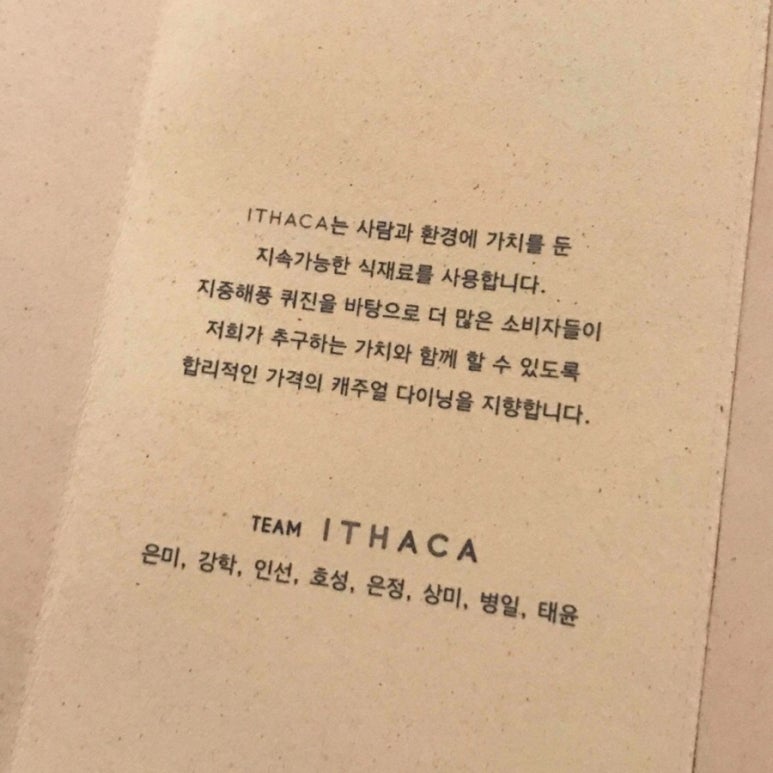 ITHACA는 사람과 환경에 가치를 둔
지속가능한 식재료를 사용합니다.
지중해풍 퀴진을 바탕으로 더 많은 소비자들이
저희가 추구하는 가치와 함께 할 수 있도록
합리적인 가격의 캐주얼 다이닝을 지향합니다.
TEAM ITHACA
은미, 강학, 인선, 호성, 은정, 상미, 병일, 태윤